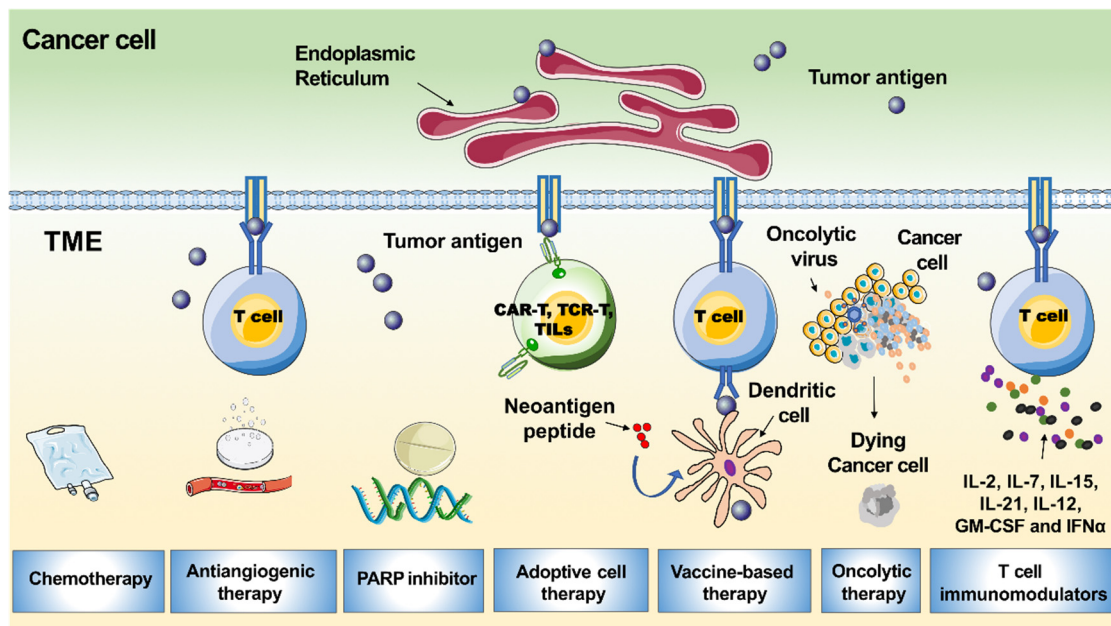 Cancer cell
Endoplasmic
Reticulum
Tumor antigen
TME
Tumor antigen
Oncolytic
virus
Cancer
cell
T cell
CAR-T, TCR-T,
TILs
T cell
T cell
Neoantigen
peptide
Dendritic
cell
Dying
Cancer cell
IL-2, IL-7, IL-15,
IL-21, IL-12,
GM-CSF and IFNα
Chemotherapy
Antiangiogenic
therapy
PARP inhibitor
Adoptive cell
therapy
Vaccine-based
therapy
Oncolytic
therapy
T cell
immunomodulators